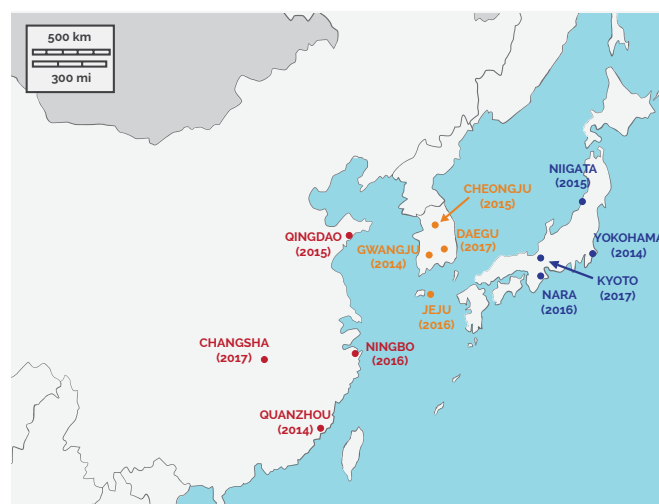 500 km
300 mi
NIIGATA
(2015)
CHEONGJU
(2015)
QINGDAO
(2015)
GWANGJU
(2014)
DAEGU
(2017)
YOKOHAMA
(2014)
KYOTO
(2017)
NARA
(2016)
JEJU
(2016)
CHANGSHA
(2017)
NINGBO
(2016)
QUANZHOU
(2014)